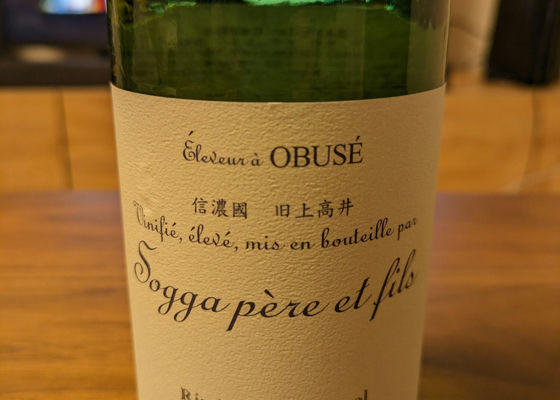 Éleveur à OBUSÉ
信濃國 旧上高井
Vinifié, élevé, mis en bouteille par
Sogga père et fils